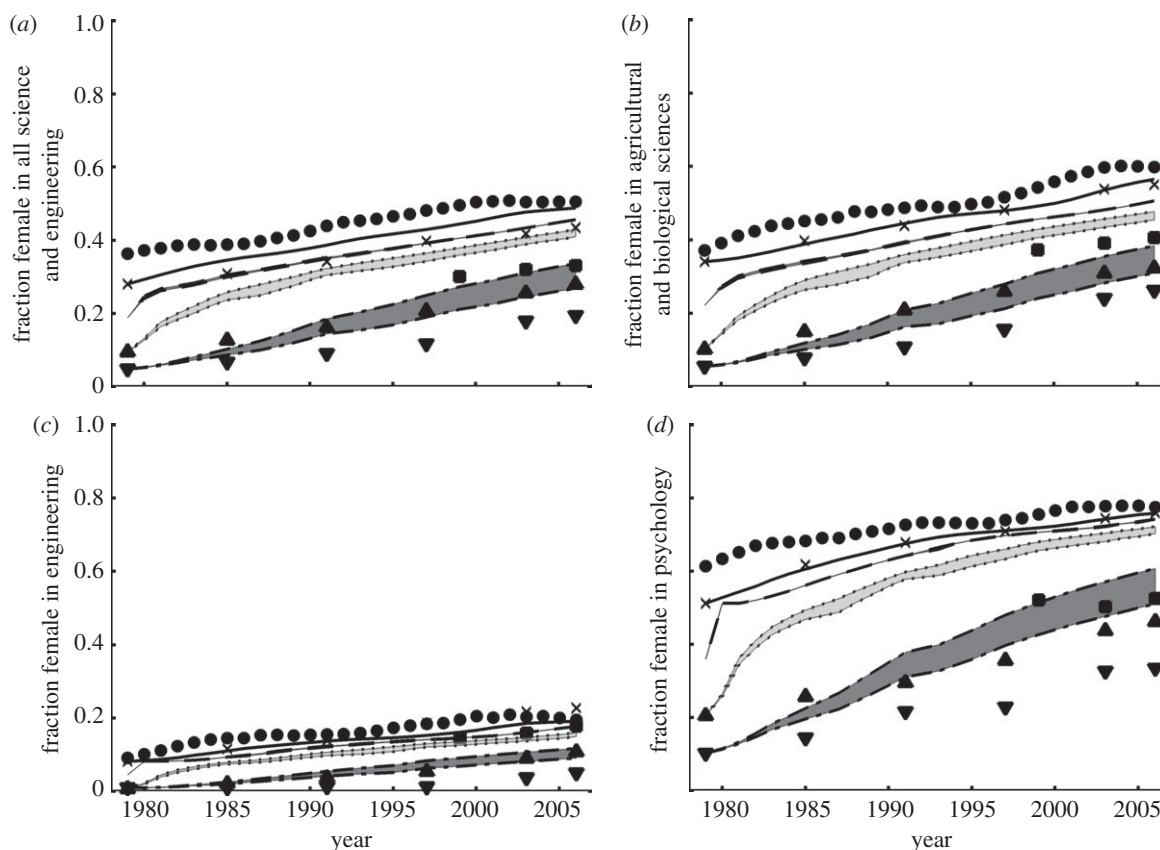 (a)
1.0
0.8
0.6
0.4
0.2
0
fraction female in all science
and engineering
(b)
fraction female in agricultural
and biological sciences
(c)
1.0
0.8
0.6
0.4
0.2
0
fraction female in engineering
1980 1985 1990 1995 2000 2005
year
(d)
fraction female in psychology
1980 1985 1990 1995 2000 2005
year